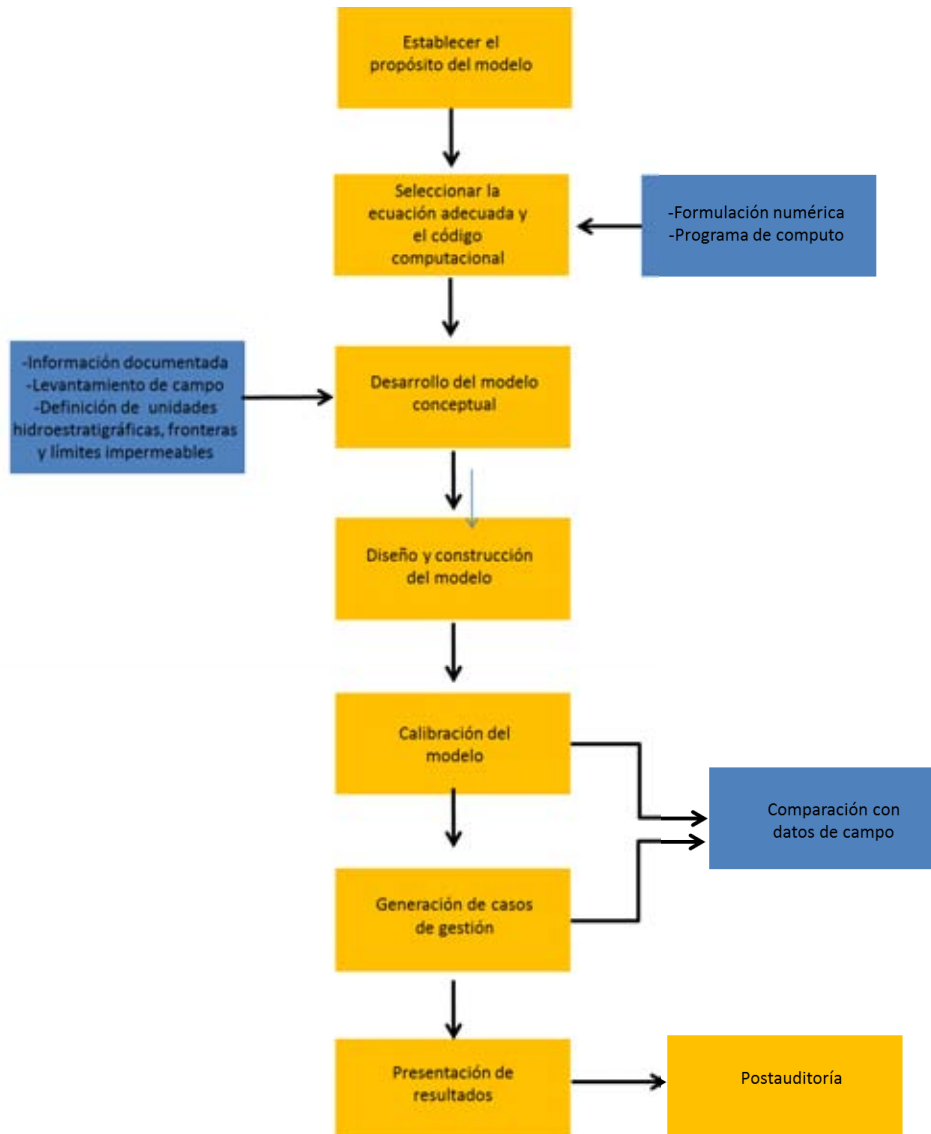 Establecer el
propósito del modelo
Seleccionar la
ecuación adecuada y
el código
computacional
-Formulación numérica
-Programa de computo
-Información documentada
-Levantamiento de campo
-Definición de unidades
hidroestratigráficas, fronteras
y límites impermeables
Desarrollo del modelo
conceptual
Diseño y construcción
del modelo
Calibración del
modelo
Comparación con
datos de campo
Generación de casos
de gestión
Presentación de
resultados
Postauditoría